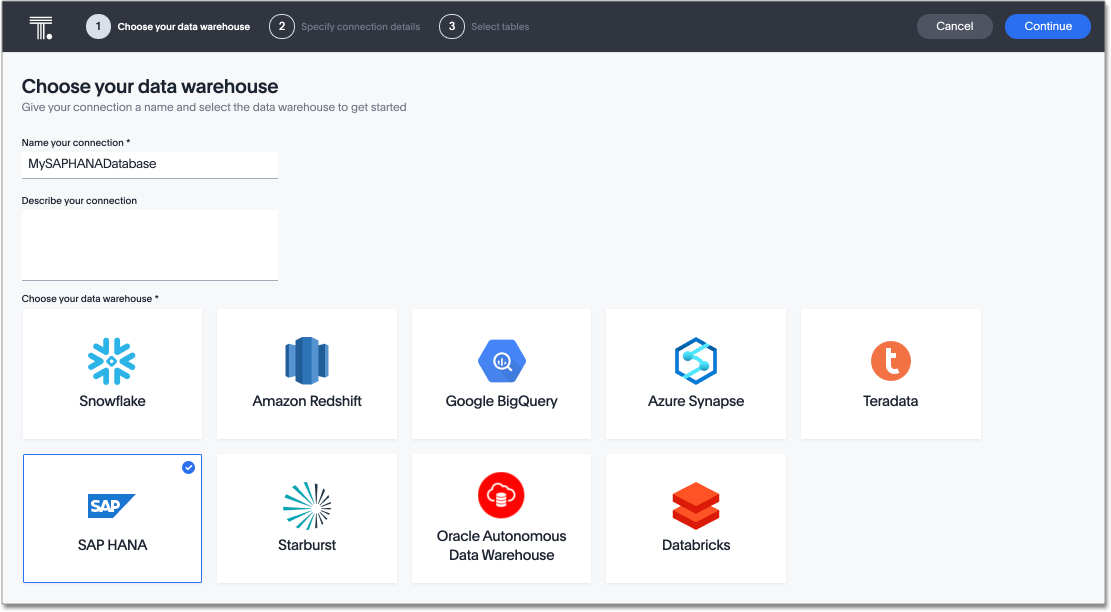 T.
1 Choose your data warehouse 2 Specify connection details 3 Select tables Cancel Continue
Choose your data warehouse
Give your connection a name and select the data warehouse to get started
Name your connection *
MySAPHANADatabase
Describe your connection
Choose your data warehouse *
Snowflake Amazon Redshift Google BigQuery Azure Synapse Teradata
t
SAP
SAP HANA Starburst Oracle Autonomous
Data Warehouse Databricks